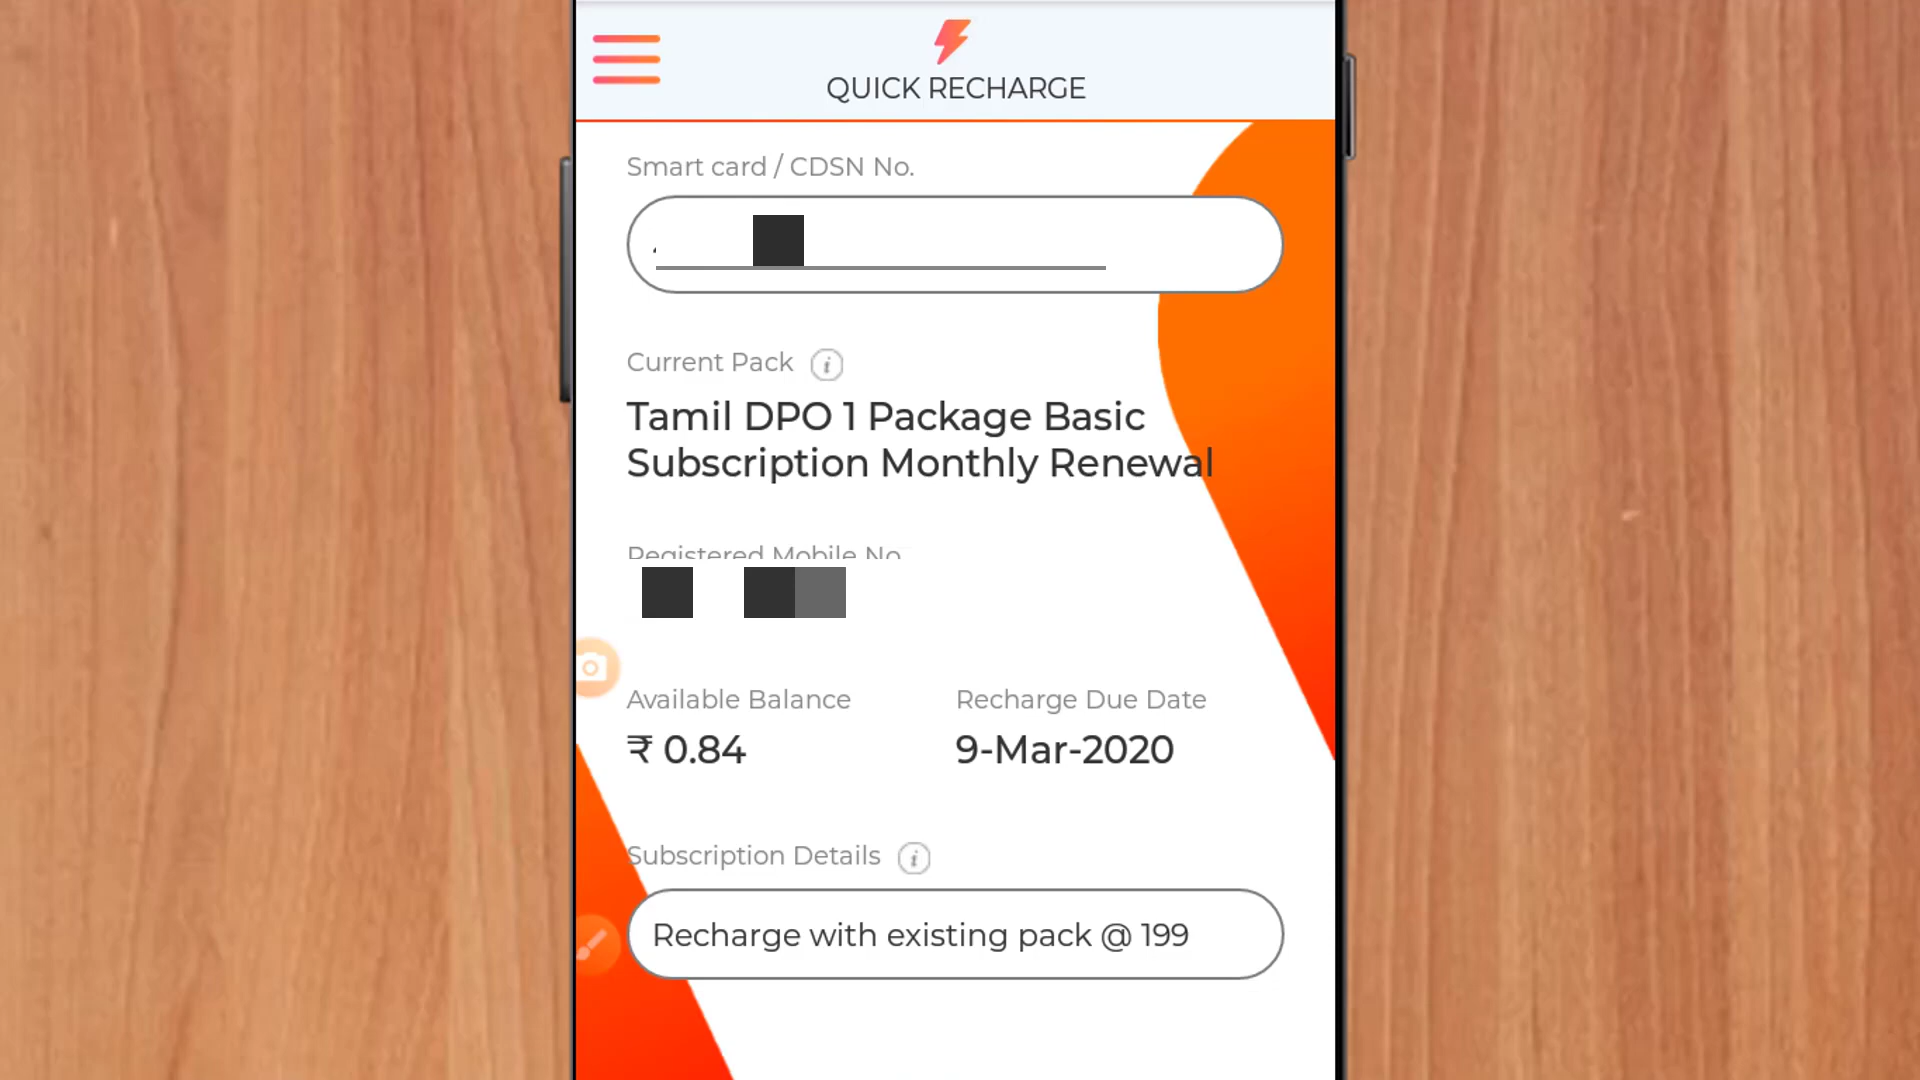 QUICK RECHARGE
Smart card / CDSN No.
Current Pack
Tamil DPO 1 Package Basic
Subscription Monthly Renewal
Registered Mobile No
Available Balance
Recharge Due Date
₹ 0.84
9-Mar-2020
Subscription Details
Recharge with existing pack @ 199